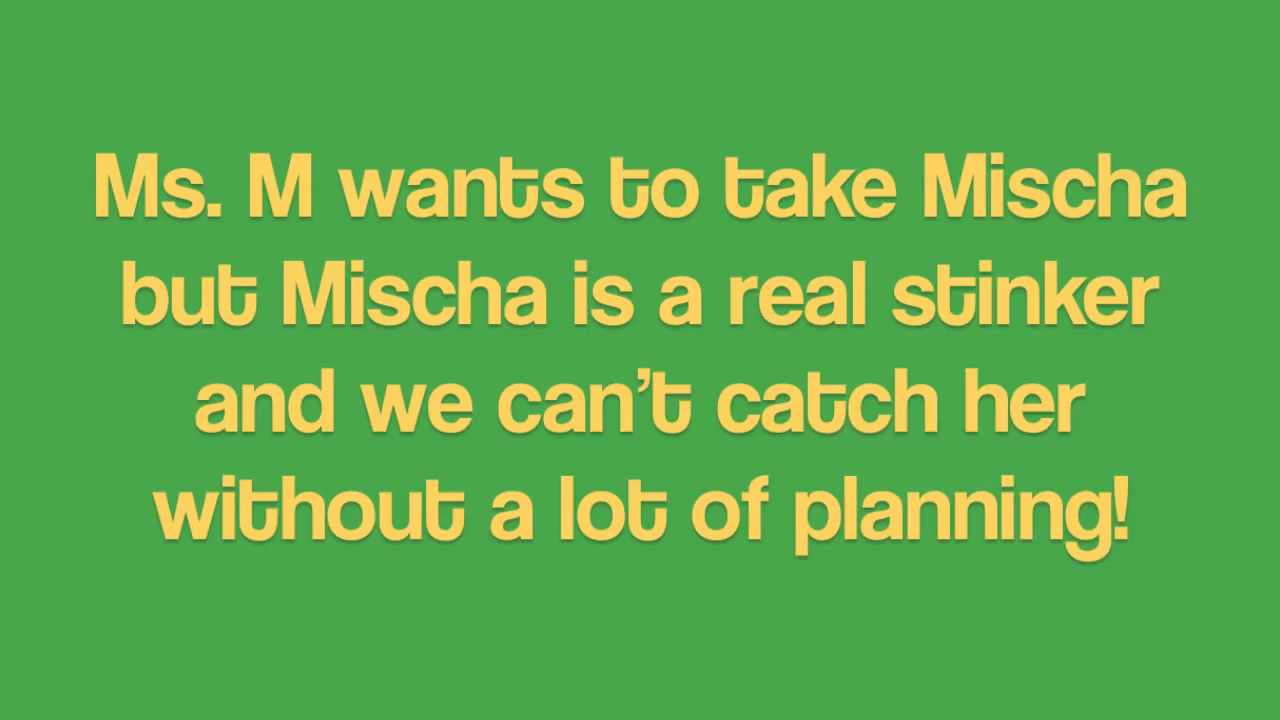 Ms. M wants to take Mischa
but Mischa is a real stinker
and we can’t catch her
without a lot of planning!